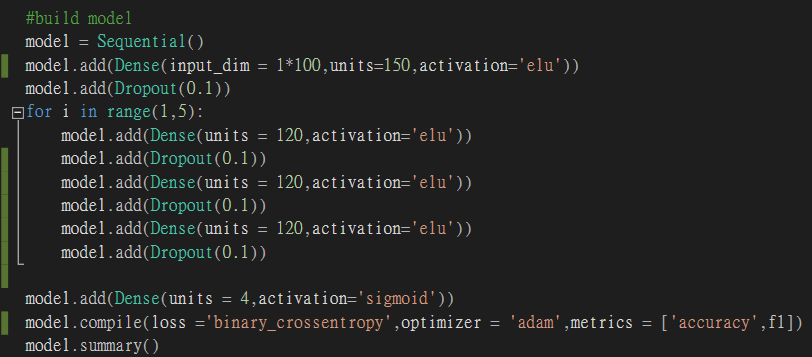 #build model
model = Sequential()
model.add(Dense(input_dim = 1*100,units=150,activation='elu'))
model.add(Dropout(0.1))
for i in range(1,5):
    model.add(Dense(units = 120,activation='elu'))
    model.add(Dropout(0.1))
    model.add(Dense(units = 120,activation='elu'))
    model.add(Dropout(0.1))
    model.add(Dense(units = 120,activation='elu'))
    model.add(Dropout(0.1))
model.add(Dense(units = 4,activation='sigmoid'))
model.compile(loss ='binary_crossentropy',optimizer = 'adam',metrics = ['accuracy',f1])
model.summary()